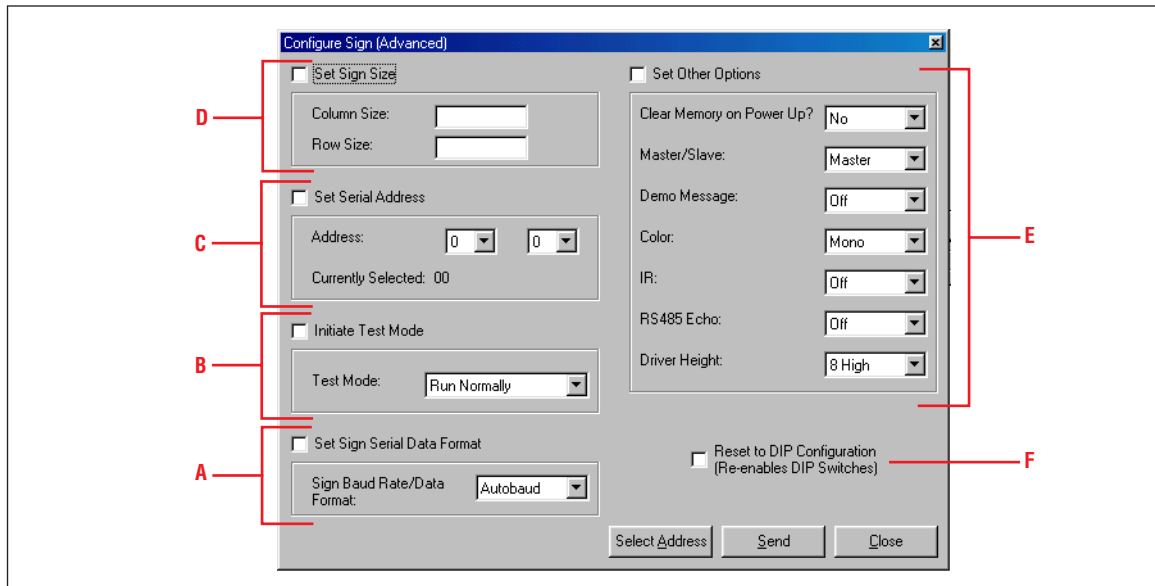 Configure Sign (Advanced)
Set Sign Size
Column Size:
Row Size:
D
Set Serial Address
Address: 0 0
Currently Selected: 00
C
Initiate Test Mode
Test Mode: Run Normally
B
Set Sign Serial Data Format
Sign Baud Rate/Data
Format:
Autobaud
A
Set Other Options
Clear Memory on Power Up? No
Master/Slave: Master
Demo Message: Off
Color: Mono
IR: Off
RS485 Echo: Off
Driver Height: 8 High
E
Reset to DIP Configuration
(Re-enables DIP Switches)
F
Select Address Send Close